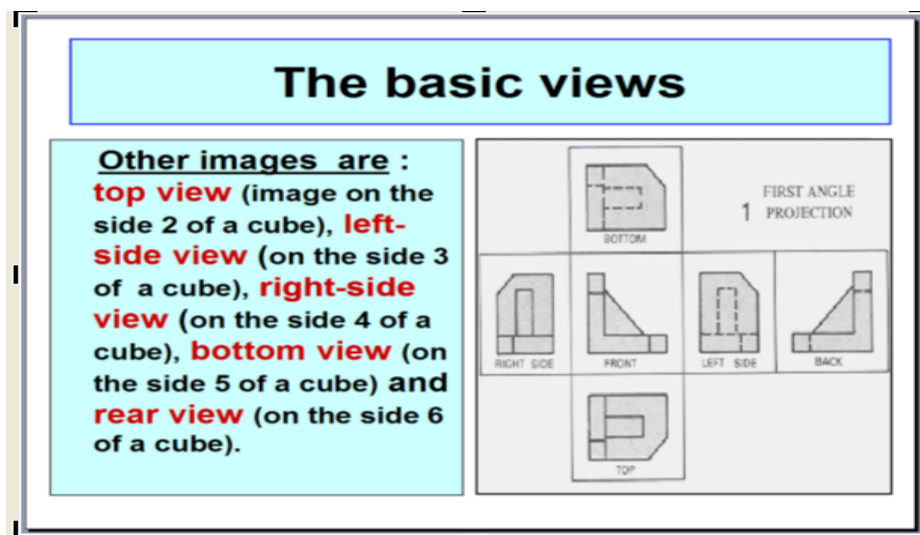 The basic views
Other images are :
top view (image on the
side 2 of a cube), left-
side view (on the side 3
of a cube), right-side
view (on the side 4 of a
cube), bottom view (on
the side 5 of a cube) and
rear view (on the side 6
of a cube).
BOTTOM
FIRST ANGLE
1 PROJECTION
RIGHT SIDE
FRONT
LEFT SIDE
BACK
TOP